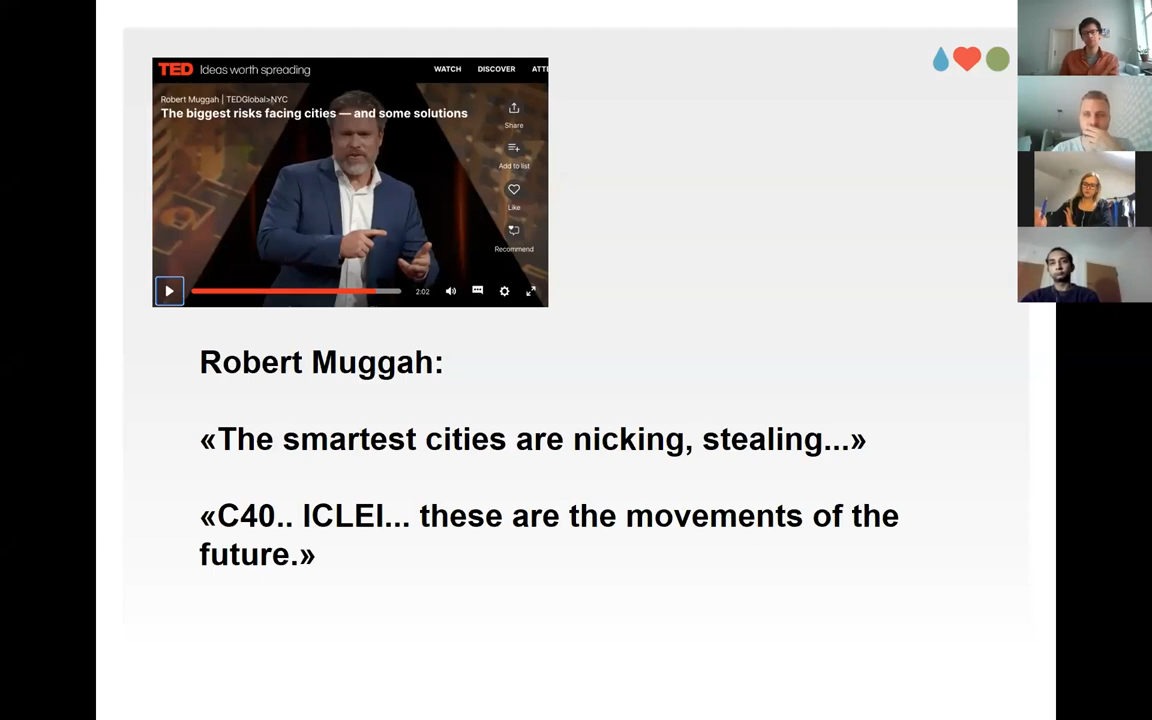 TED Ideas worth spreading WATCH DISCOVER ATTE
Robert Muggah | TEDGlobal>NYC
The biggest risks facing cities — and some solutions
Share
Add to list
Like
Recommend
2:02
Robert Muggah:
«The smartest cities are nicking, stealing...»
«C40.. ICLEI... these are the movements of the
future.»